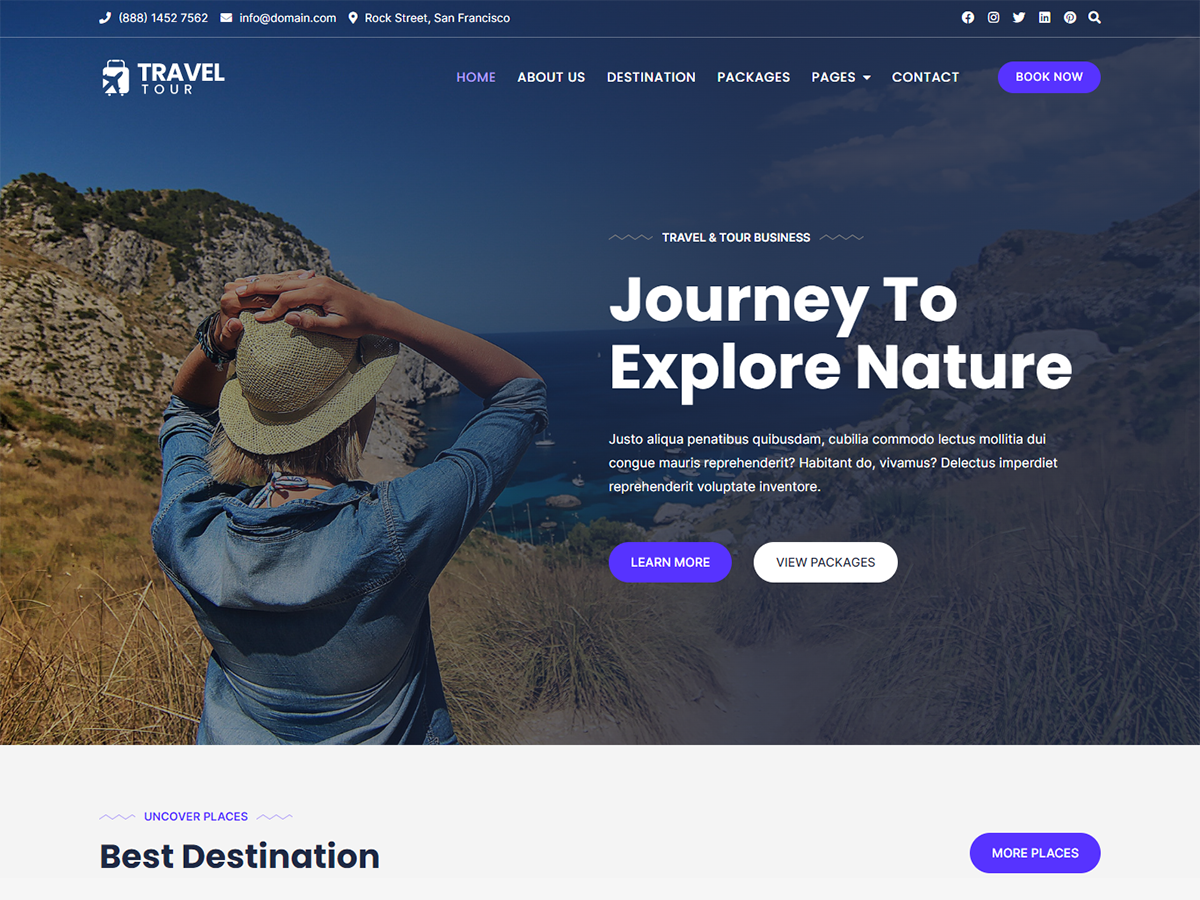 (888) 1452 7562 info@domain.com Rock Street, San Francisco
TRAVEL
TOUR
HOME ABOUT US DESTINATION PACKAGES PAGES CONTACT BOOK NOW
TRAVEL & TOUR BUSINESS
Journey To
Explore Nature
Justo aliqua penatibus quibusdam, cubilia commodo lectus mollitia dui
congue mauris reprehenderit? Habitant do, vivamus? Delectus imperdiet
reprehenderit voluptate inventore.
LEARN MORE VIEW PACKAGES
UNCOVER PLACES
Best Destination
MORE PLACES